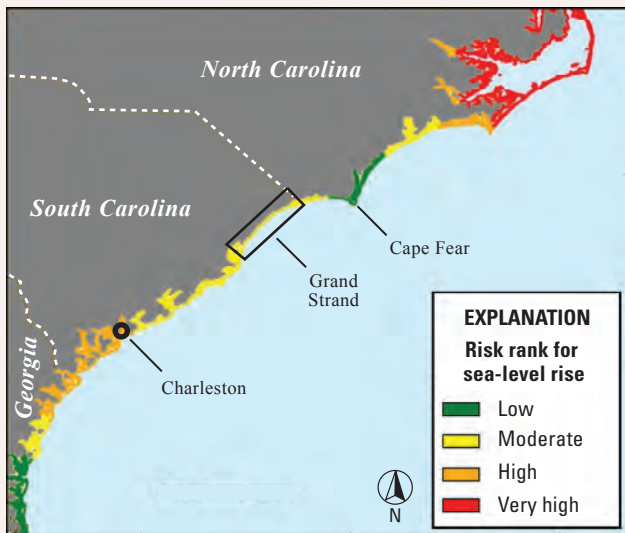 North Carolina
South Carolina
Cape Fear
Grand
Strand
Georgia
Charleston
EXPLANATION
Risk rank for
sea-level rise
Low
Moderate
High
Very high
N